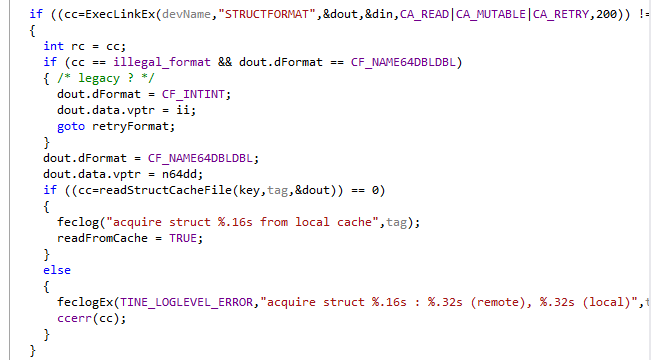 if ((cc=ExecLinkEx(devName,"STRUCTFORMAT",&dout,&din,CA_READ|CA_MUTABLE|CA_RETRY,200)) !=
{
int rc = cc;
if (cc == illegal_format && dout.dFormat == CF_NAME64DBLDBL)
{ /* legacy ? */
dout.dFormat = CF_INTINT;
dout.data.vptr = ii;
goto retryFormat;
}
dout.dFormat = CF_NAME64DBLDBL;
dout.data.vptr = n64dd;
if ((cc=readStructCacheFile(key,tag,&dout)) == 0)
{
feclog("acquire struct %.16s from local cache",tag);
readFromCache = TRUE;
}
else
{
feclogEx(TINE_LOGLEVEL_ERROR,"acquire struct %.16s : %.32s (remote), %.32s (local)",
ccerr(cc);
}
}